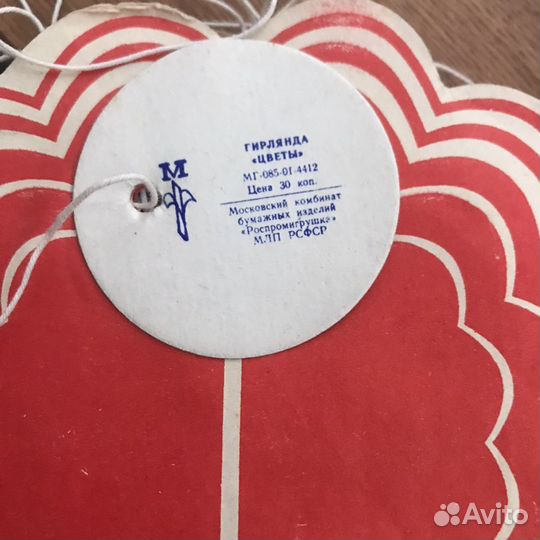 М
ГИРЛЯНДА
«ЦВЕТЫ»
МГ-085-01-4412
Цена 30 коп.
Московский комбинат
бумажных изделий
«Роспромигрушка»
МЛП РСФСР
Avito